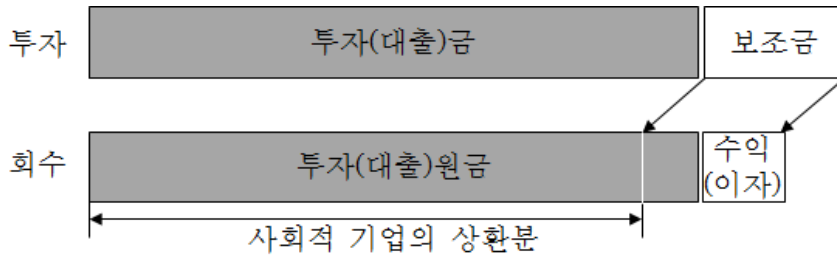 투자
투자(대출)금
보조금
회수
투자(대출)원금
수익
(이자)
사회적 기업의 상환분